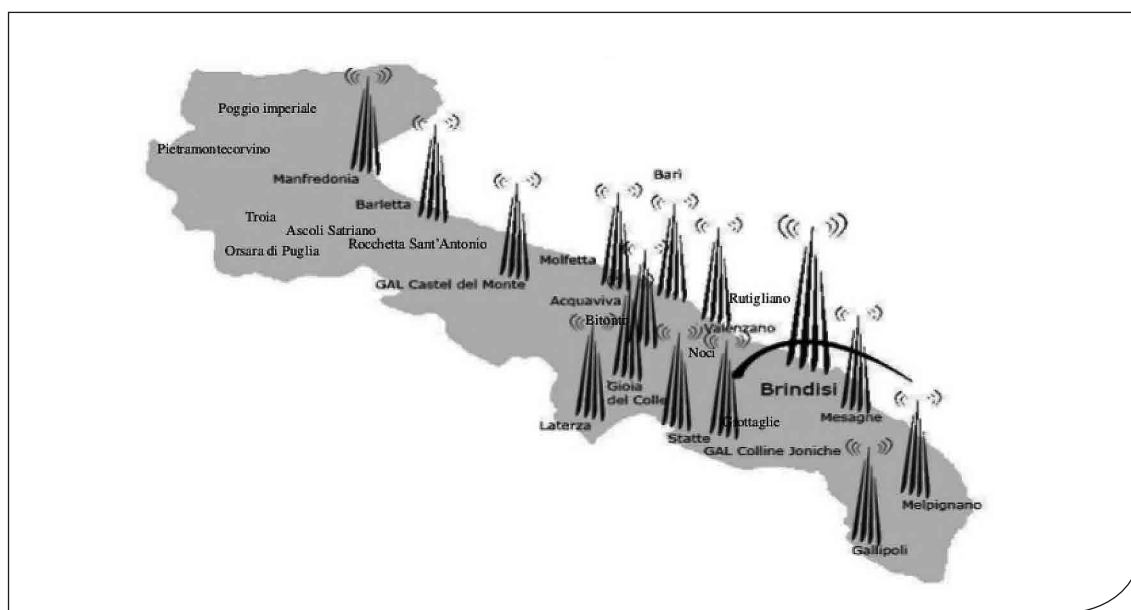 Poggio imperiale
Pietramontecorvino
Manfredonia
Barletta
Bari
Troia
Ascoli Satriano
Orsara di Puglia
Rocchetta Sant'Antonio
Molfetta
GAL Castel del Monte
Acquaviva
Rutigliano
Bitonto
Valenzano
Noci
Gioia
del Colle
Brindisi
Mesagne
Laterza
Statte
Grottaglie
GAL Colline Joniche
Melpignano
Gallipoli